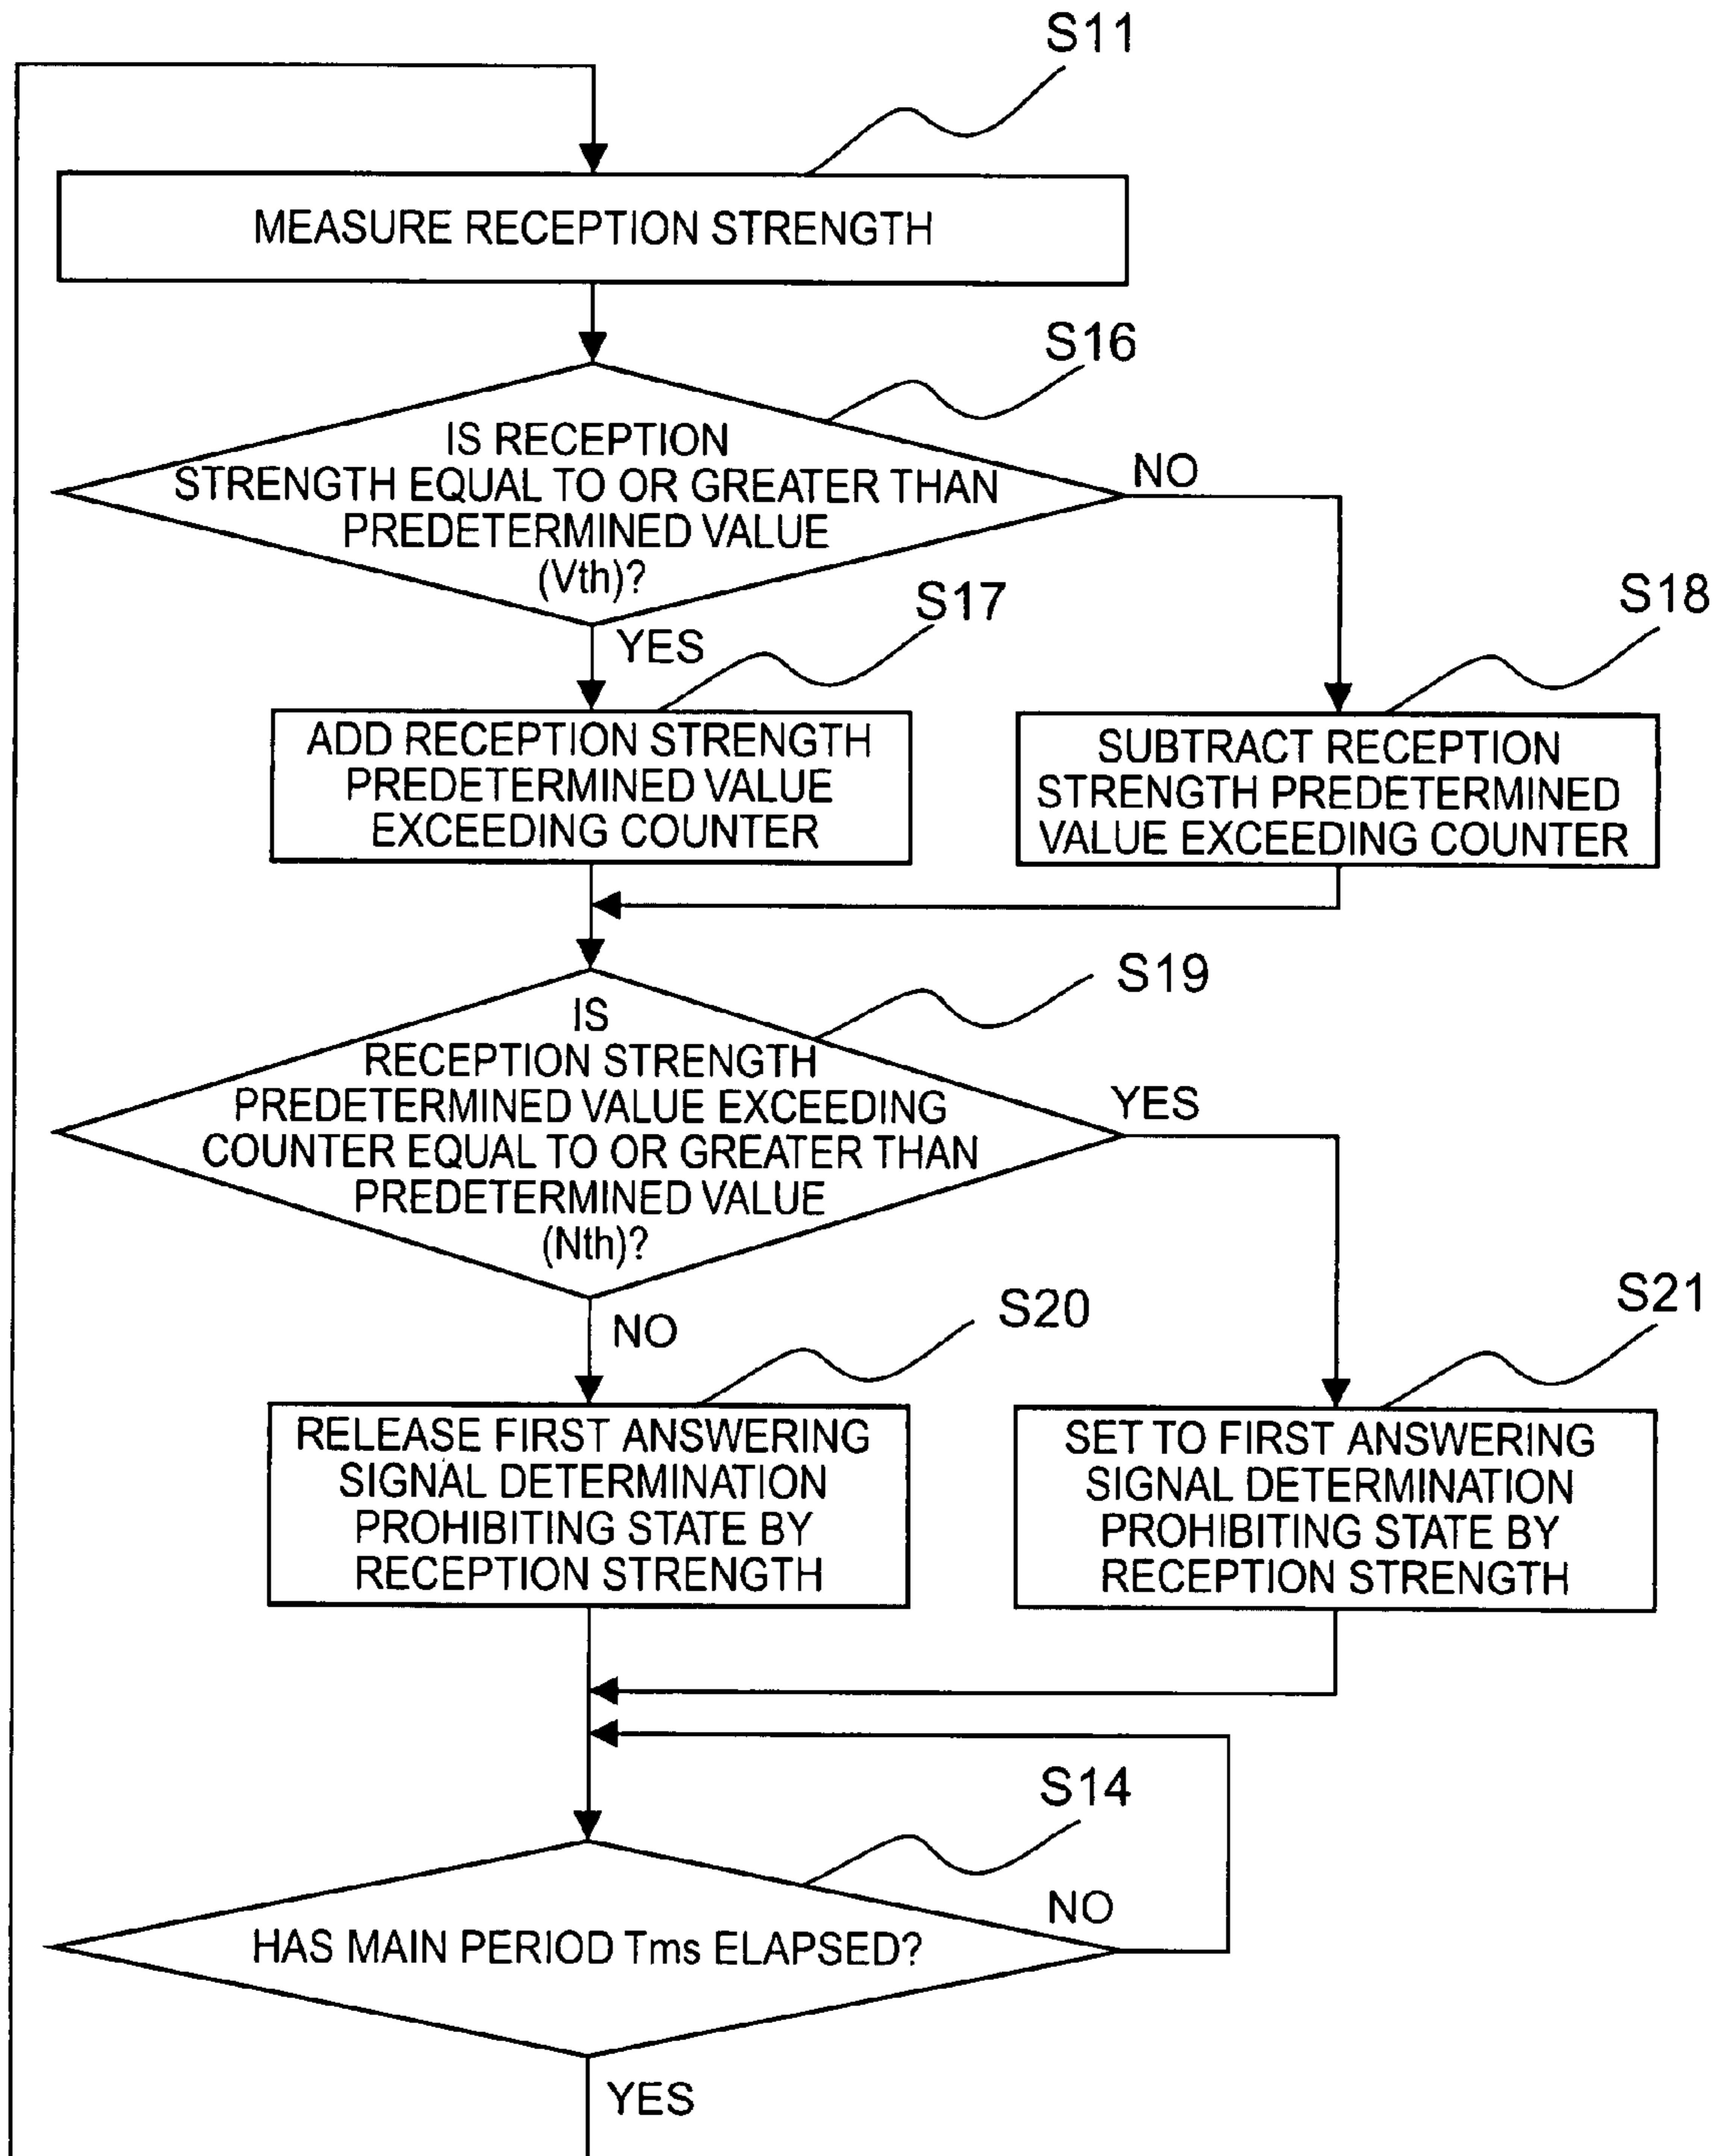 S11
MEASURE RECEPTION STRENGTH
S16
IS RECEPTION
STRENGTH EQUAL TO OR GREATER THAN
PREDETERMINED VALUE
(Vth)?
NO
YES
S17
S18
ADD RECEPTION STRENGTH
PREDETERMINED VALUE
EXCEEDING COUNTER
SUBTRACT RECEPTION
STRENGTH PREDETERMINED
VALUE EXCEEDING COUNTER
S19
IS
RECEPTION STRENGTH
PREDETERMINED VALUE EXCEEDING
COUNTER EQUAL TO OR GREATER THAN
PREDETERMINED VALUE
(Nth)?
YES
NO
S20
S21
RELEASE FIRST ANSWERING
SIGNAL DETERMINATION
PROHIBITING STATE BY
RECEPTION STRENGTH
SET TO FIRST ANSWERING
SIGNAL DETERMINATION
PROHIBITING STATE BY
RECEPTION STRENGTH
S14
HAS MAIN PERIOD Tms ELAPSED?
NO
YES